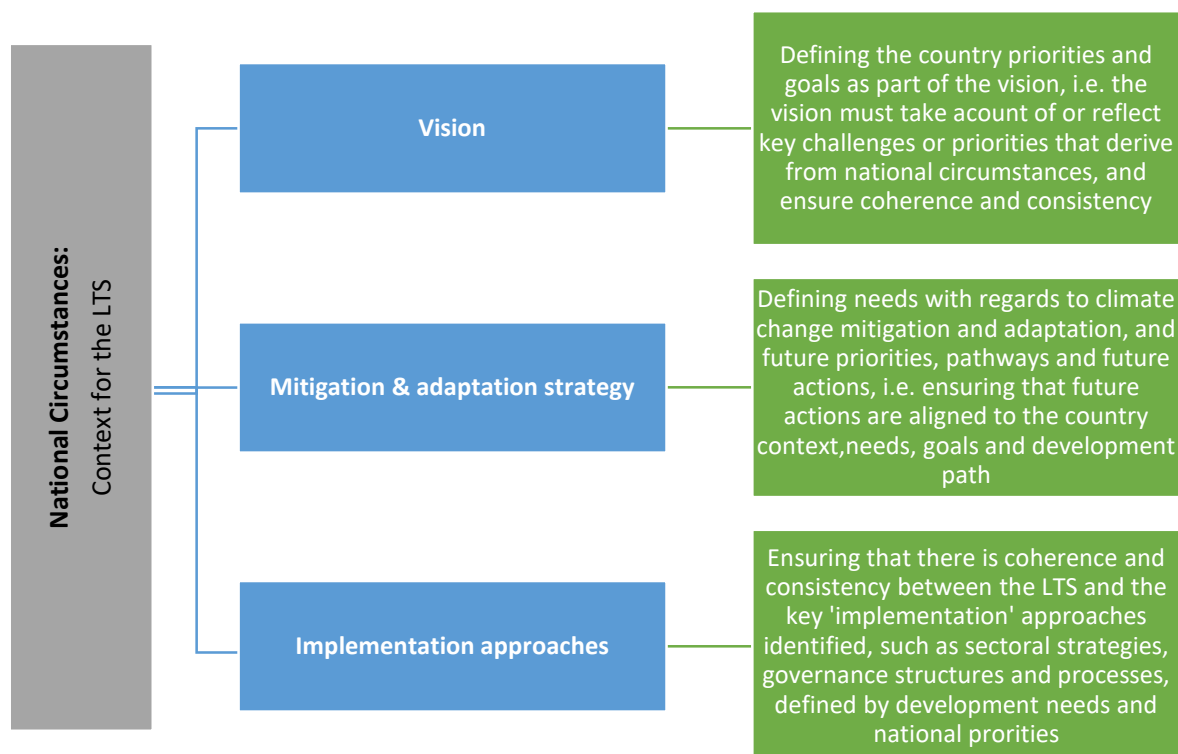 National Circumstances:
Context for the LTS
Vision
Defining the country priorities and
goals as part of the vision, i.e. the
vision must take acount of or reflect
key challenges or priorities that derive
from national circumstances, and
ensure coherence and consistency
Mitigation & adaptation strategy
Defining needs with regards to climate
change mitigation and adaptation, and
future priorities, pathways and future
actions, i.e. ensuring that future
actions are aligned to the country
context,needs, goals and development
path
Implementation approaches
Ensuring that there is coherence and
consistency between the LTS and the
key 'implementation' approaches
identified, such as sectoral strategies,
governance structures and processes,
defined by development needs and
national prorities